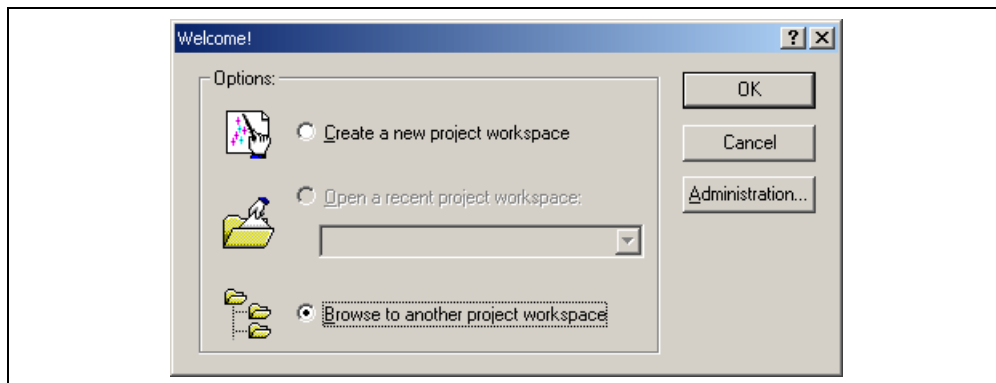 Welcome!
Options:
Create a new project workspace
Open a recent project workspace:
Browse to another project workspace
OK
Cancel
Administration...